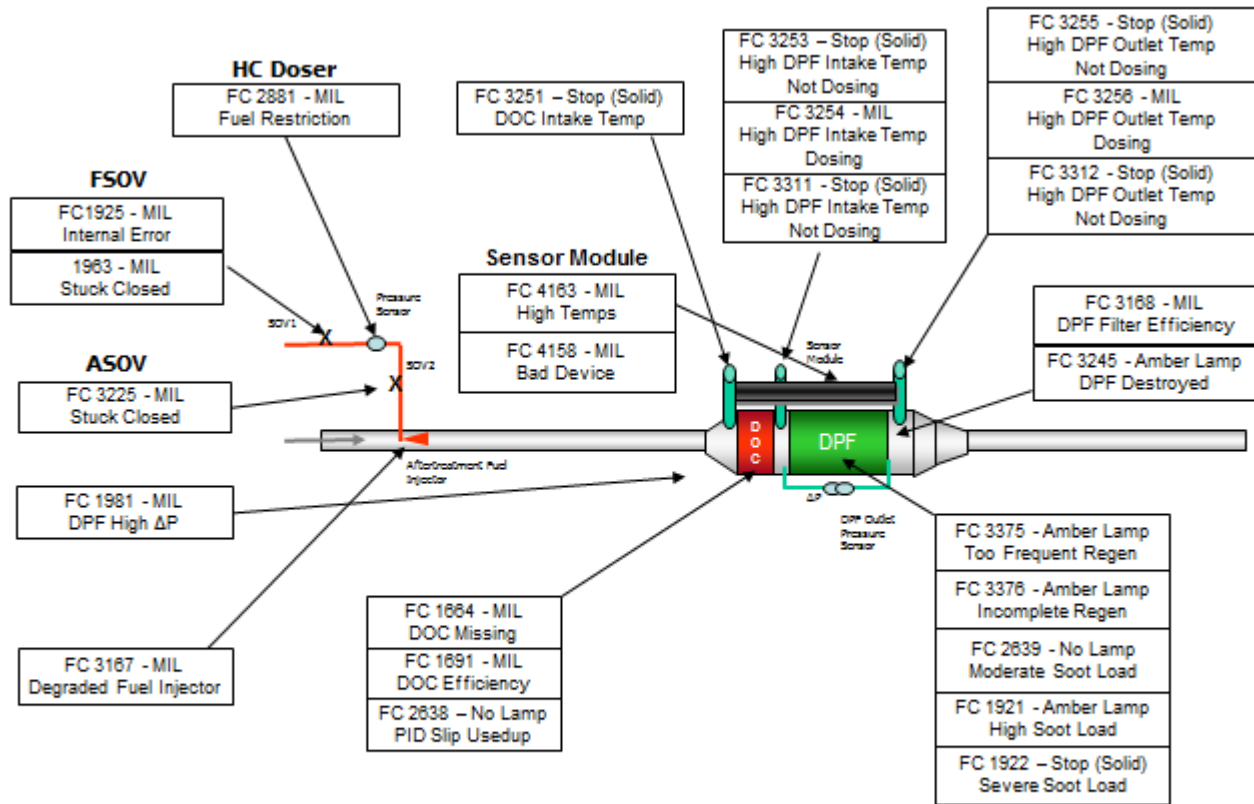 HC Doser
FC 2881 - MIL
Fuel Restriction
FSOV
FC1925 - MIL
Internal Error
1963 - MIL
Stuck Closed
ASOV
FC 3225 - MIL
Stuck Closed
FC 1981 - MIL
DPF High ΔP
FC 3167 - MIL
Degraded Fuel Injector
SOV1
X
Pressure
Sensor
SOV2
X
Aftertreatment Fuel
Injector
FC 3251 – Stop (Solid)
DOC Intake Temp
FC 3253 – Stop (Solid)
High DPF Intake Temp
Not Dosing
FC 3254 – MIL
High DPF Intake Temp
Dosing
FC 3311 - Stop (Solid)
High DPF Intake Temp
Not Dosing
FC 3255 - Stop (Solid)
High DPF Outlet Temp
Not Dosing
FC 3256 – MIL
High DPF Outlet Temp
Dosing
FC 3312 - Stop (Solid)
High DPF Outlet Temp
Not Dosing
Sensor Module
FC 4163 - MIL
High Temps
FC 4158 – MIL
Bad Device
Sensor
Module
FC 3168 – MIL
DPF Filter Efficiency
FC 3245 - Amber Lamp
DPF Destroyed
D
O
C
DPF
ΔP
DPF Outlet
Pressure
Sensor
FC 1664 - MIL
DOC Missing
FC 1691 - MIL
DOC Efficiency
FC 2638 – No Lamp
PID Slip Usedup
FC 3375 - Amber Lamp
Too Frequent Regen
FC 3376 - Amber Lamp
Incomplete Regen
FC 2639 - No Lamp
Moderate Soot Load
FC 1921 - Amber Lamp
High Soot Load
FC 1922 – Stop (Solid)
Severe Soot Load